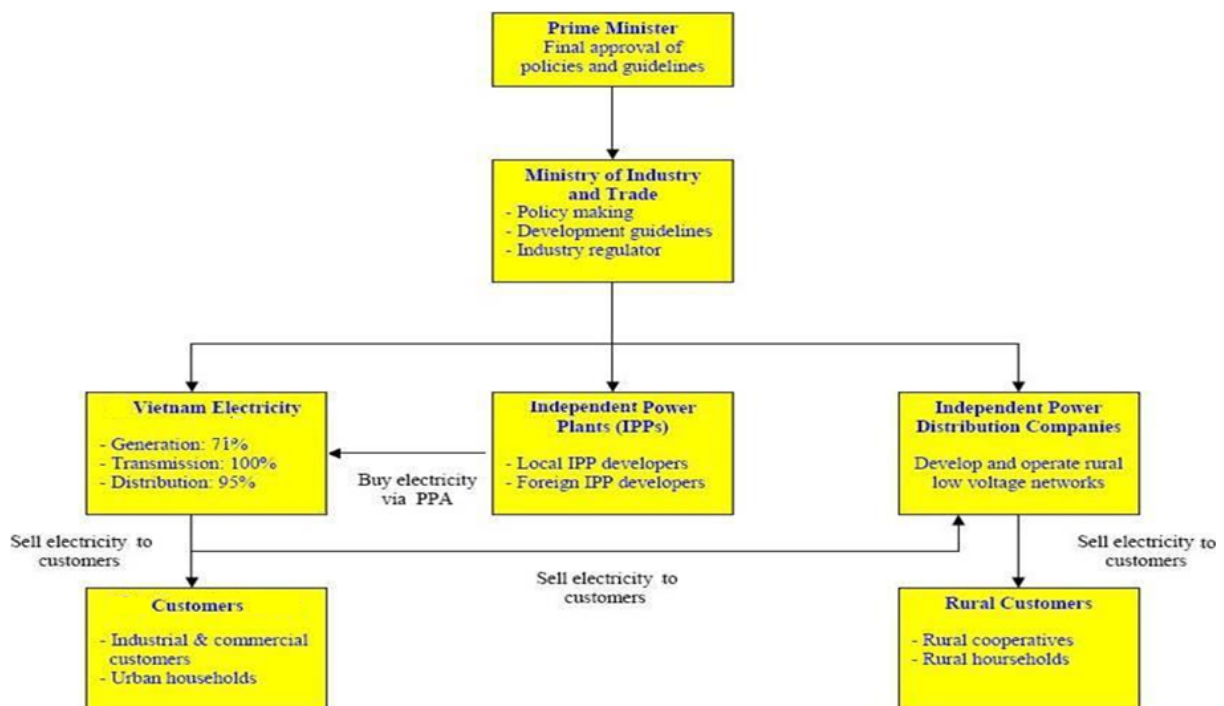 Prime Minister
Final approval of
policies and guidelines
Ministry of Industry
and Trade
- Policy making
- Development guidelines
- Industry regulator
Vietnam Electricity
- Generation: 71%
- Transmission: 100%
- Distribution: 95%
Buy electricity
via PPA
Independent Power
Plants (IPPs)
- Local IPP developers
- Foreign IPP developers
Independent Power
Distribution Companies
Develop and operate rural
low voltage networks
Sell electricity to
customers
Sell electricity to
customers
Sell electricity to
customers
Customers
- Industrial & commercial
customers
- Urban households
Rural Customers
- Rural cooperatives
- Rural hourseholds